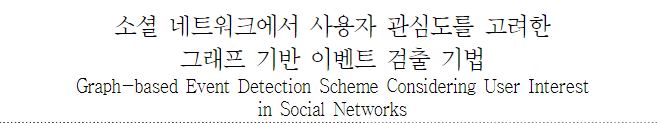 소셜 네트워크에서 사용자 관심도를 고려한
그래프 기반 이벤트 검출 기법
Graph-based Event Detection Scheme Considering User Interest
in Social Networks